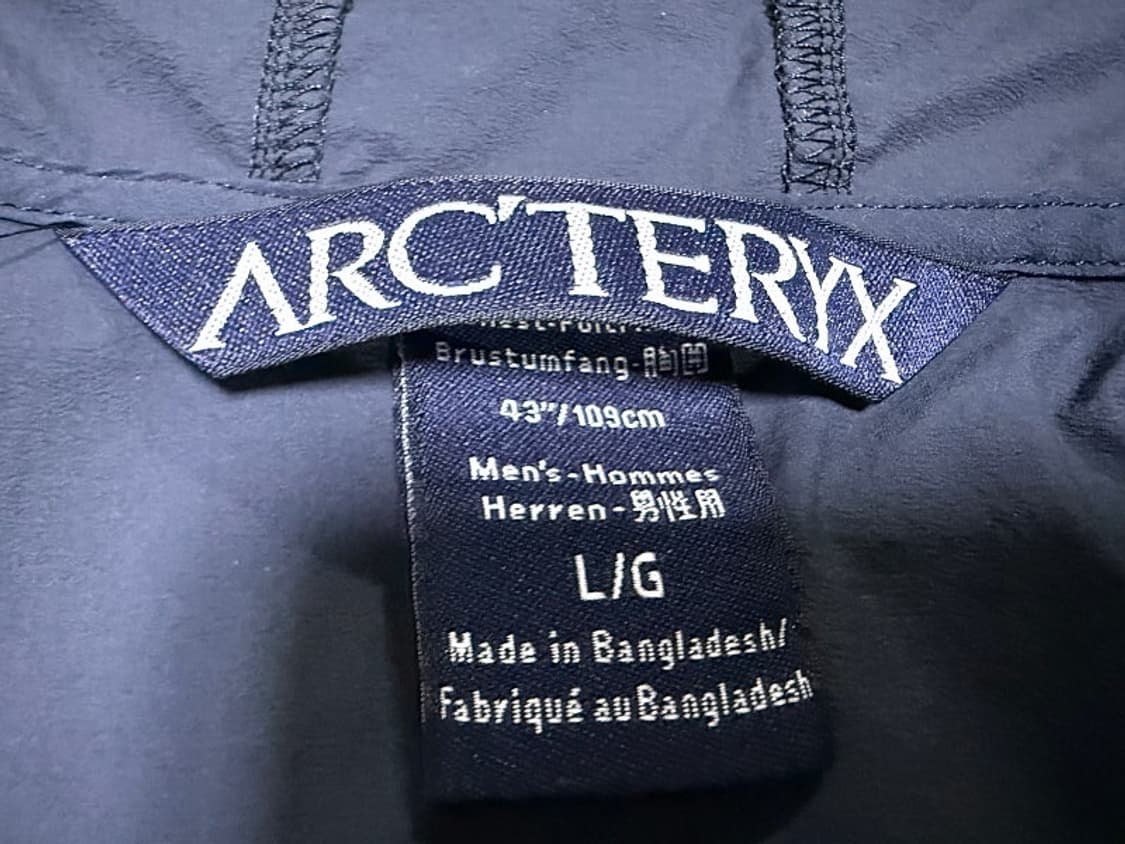 ARC'TERYX
Brustumfang-胸囲
43"/109cm
Men's-Hommes
Herren-男性用
L/G
Made in Bangladesh/
Fabriqué au Bangladesh